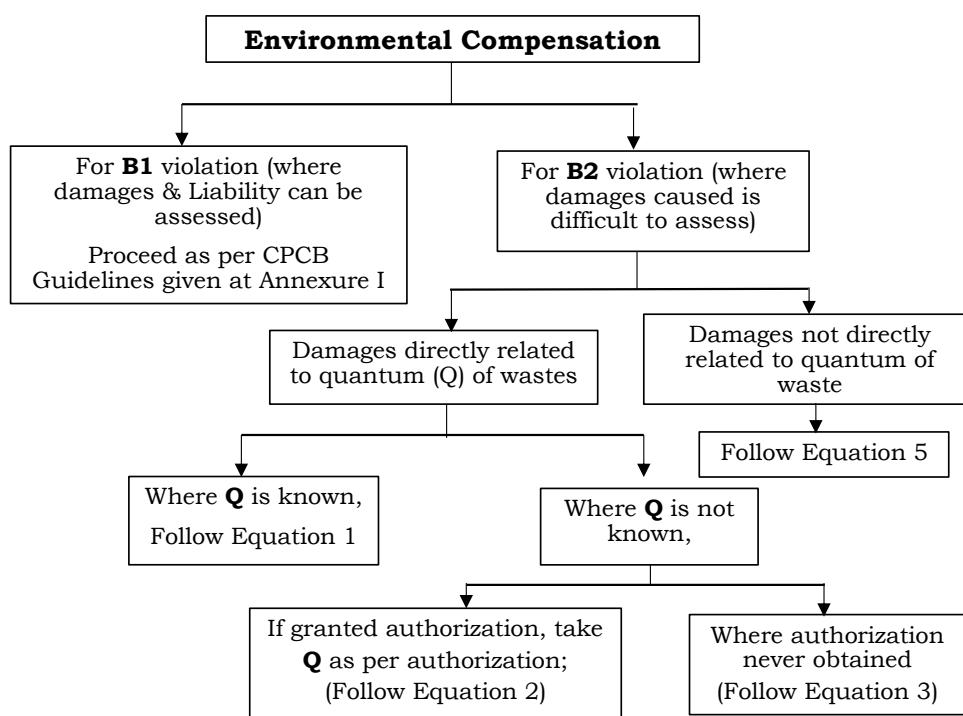 Environmental Compensation
For B1 violation (where
damages & Liability can be
assessed)
Proceed as per CPCB
Guidelines given at Annexure I
For B2 violation (where
damages caused is
difficult to assess)
Damages directly related
to quantum (Q) of wastes
Damages not directly
related to quantum of
waste
Follow Equation 5
Where Q is known,
Follow Equation 1
Where Q is not
known,
If granted authorization, take
Q as per authorization;
(Follow Equation 2)
Where authorization
never obtained
(Follow Equation 3)